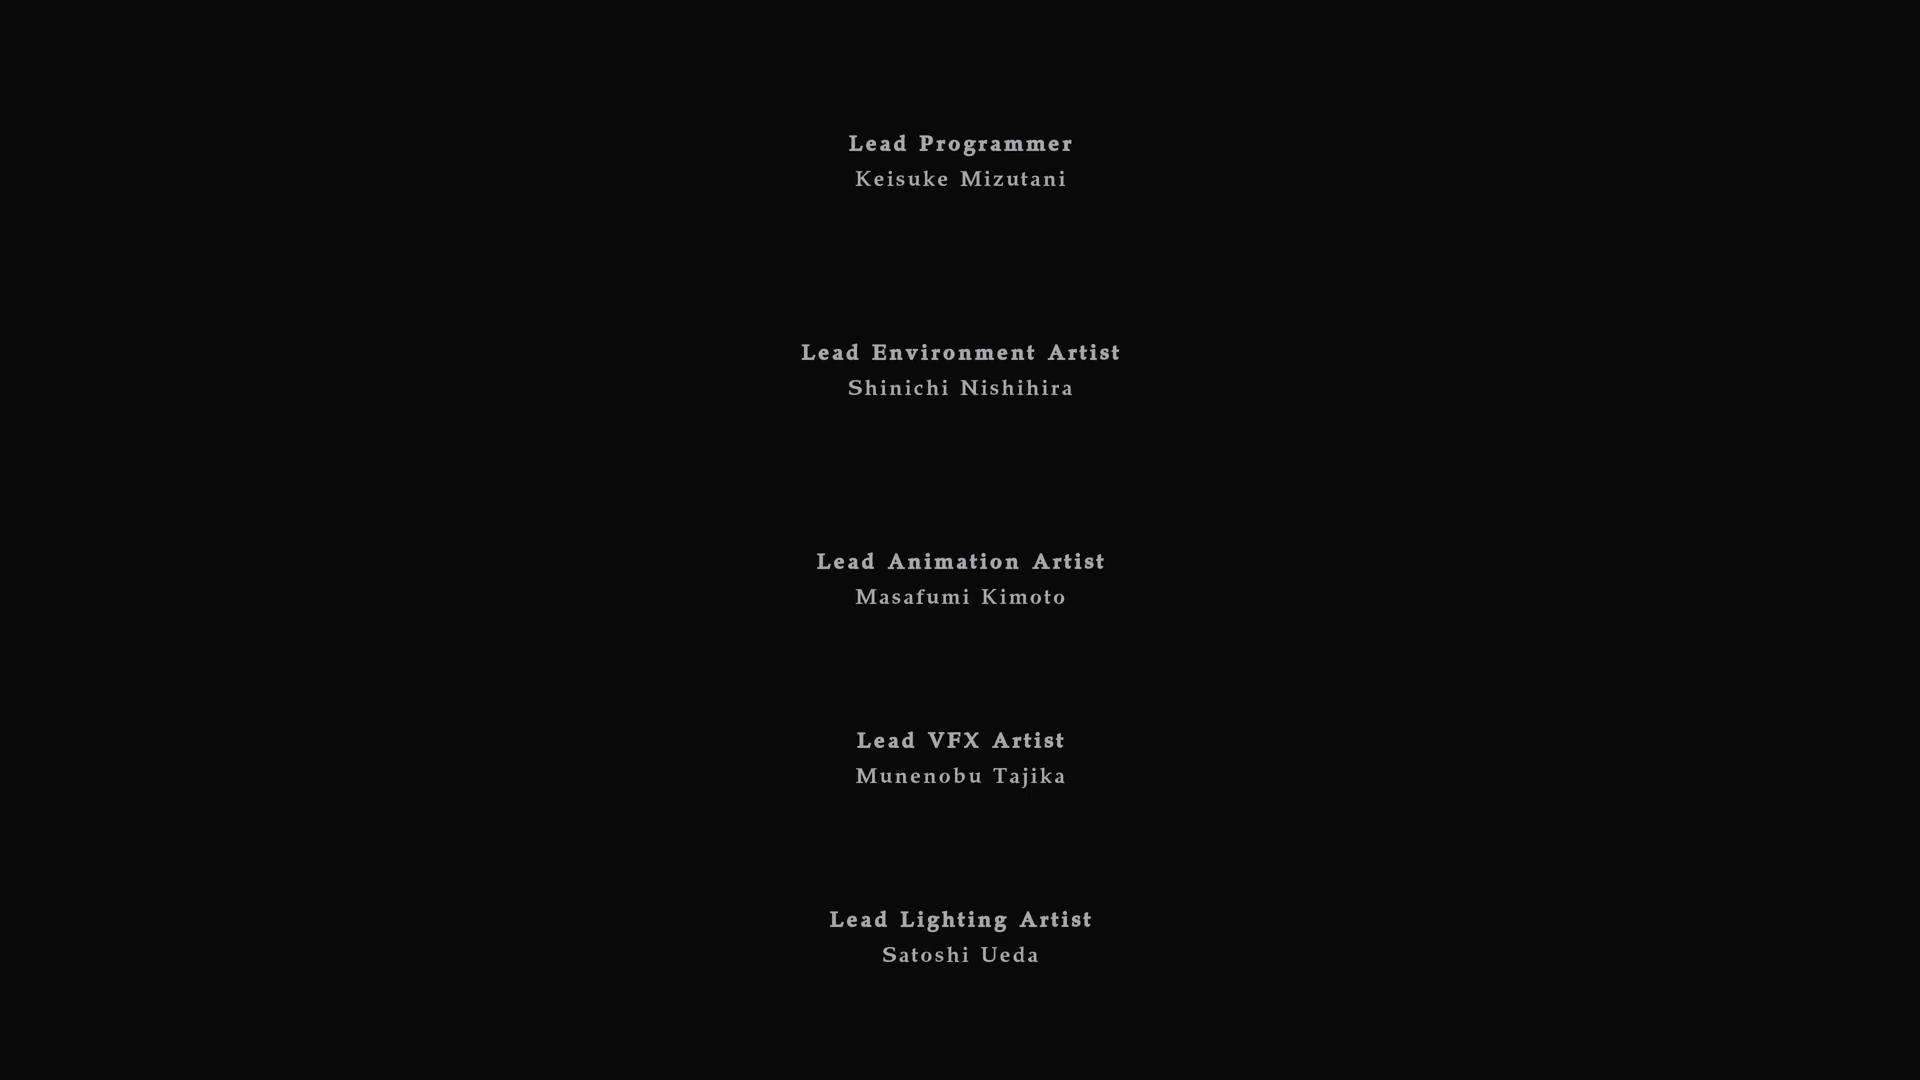 Lead Programmer
Keisuke Mizutani
Lead Environment Artist
Shinichi Nishihira
Lead Animation Artist
Masafumi Kimoto
Lead VFX Artist
Munenobu Tajika
Lead Lighting Artist
Satoshi Ueda